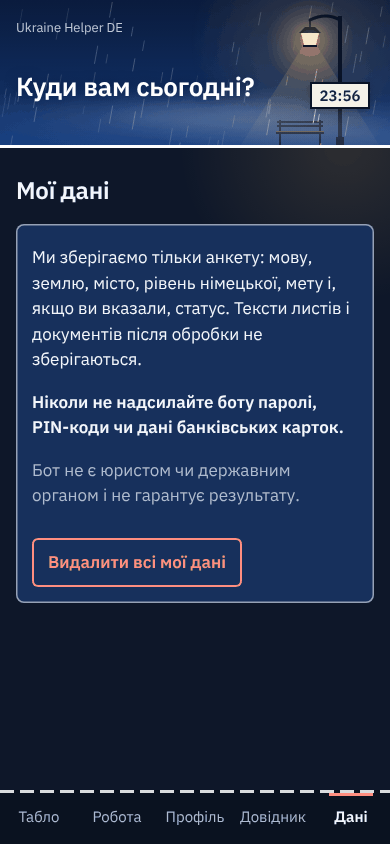 Ukraine Helper DE
Куди вам сьогодні?
23:56
Мої дані
Ми зберігаємо тільки анкету: мову,
землю, місто, рівень німецької, мету і,
якщо ви вказали, статус. Тексти листів і
документів після обробки не
зберігаються.
Ніколи не надсилайте боту паролі,
PIN-коди чи дані банківських карток.
Бот не є юристом чи державним
органом і не гарантує результату.
Видалити всі мої дані
Табло Робота Профіль Довідник Дані